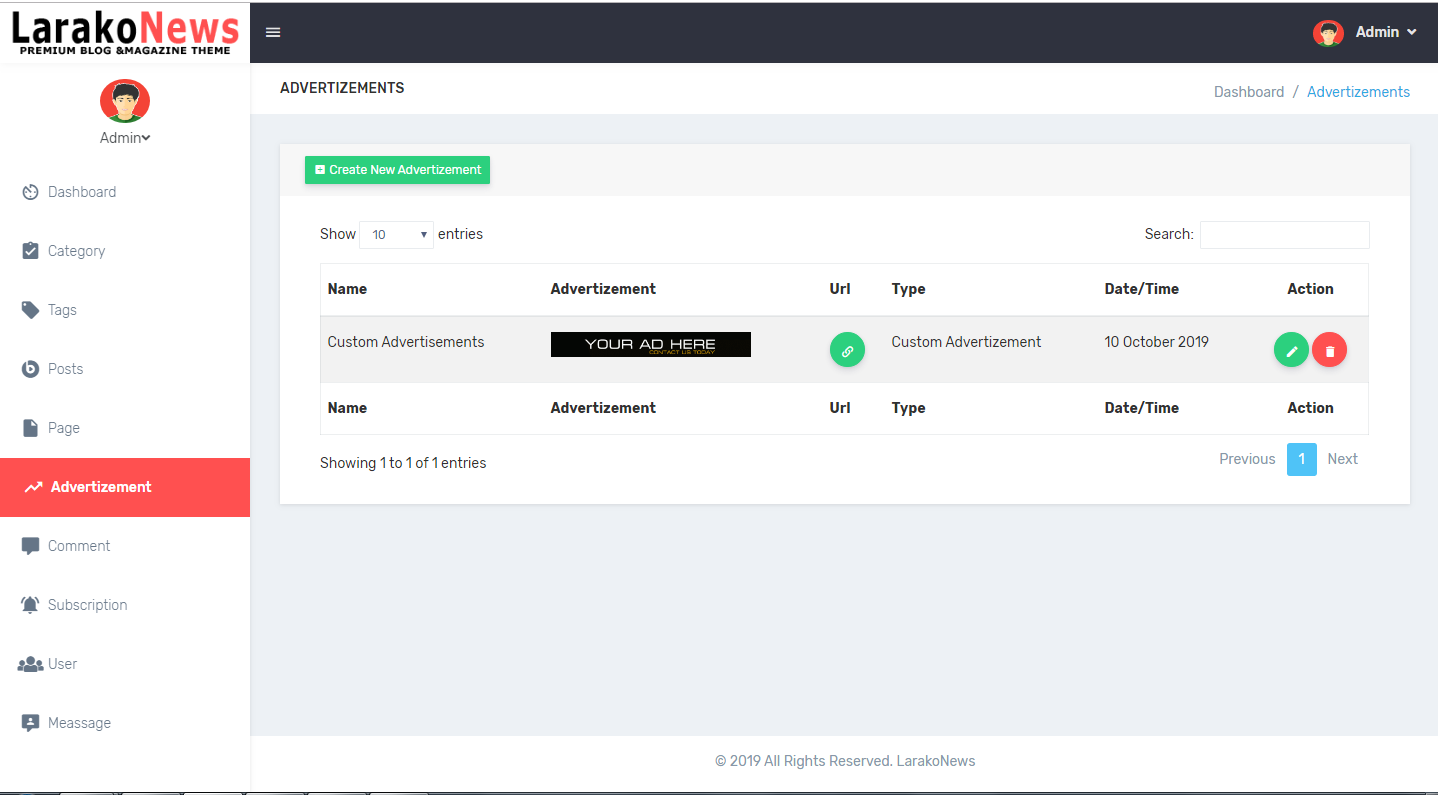 LarakoNews
PREMIUM BLOG &MAGAZINE THEME
Admin
Admin
Dashboard
Category
Tags
Posts
Page
Advertizement
Comment
Subscription
User
Meassage
ADVERTIZEMENTS
Dashboard / Advertizements
Create New Advertizement
Show 10 entries
Search:
Name Advertizement Url Type Date/Time Action
Custom Advertisements YOUR AD HERE Custom Advertizement 10 October 2019
CONTACT US TODAY
Name Advertizement Url Type Date/Time Action
Showing 1 to 1 of 1 entries
Previous 1 Next
© 2019 All Rights Reserved. LarakoNews